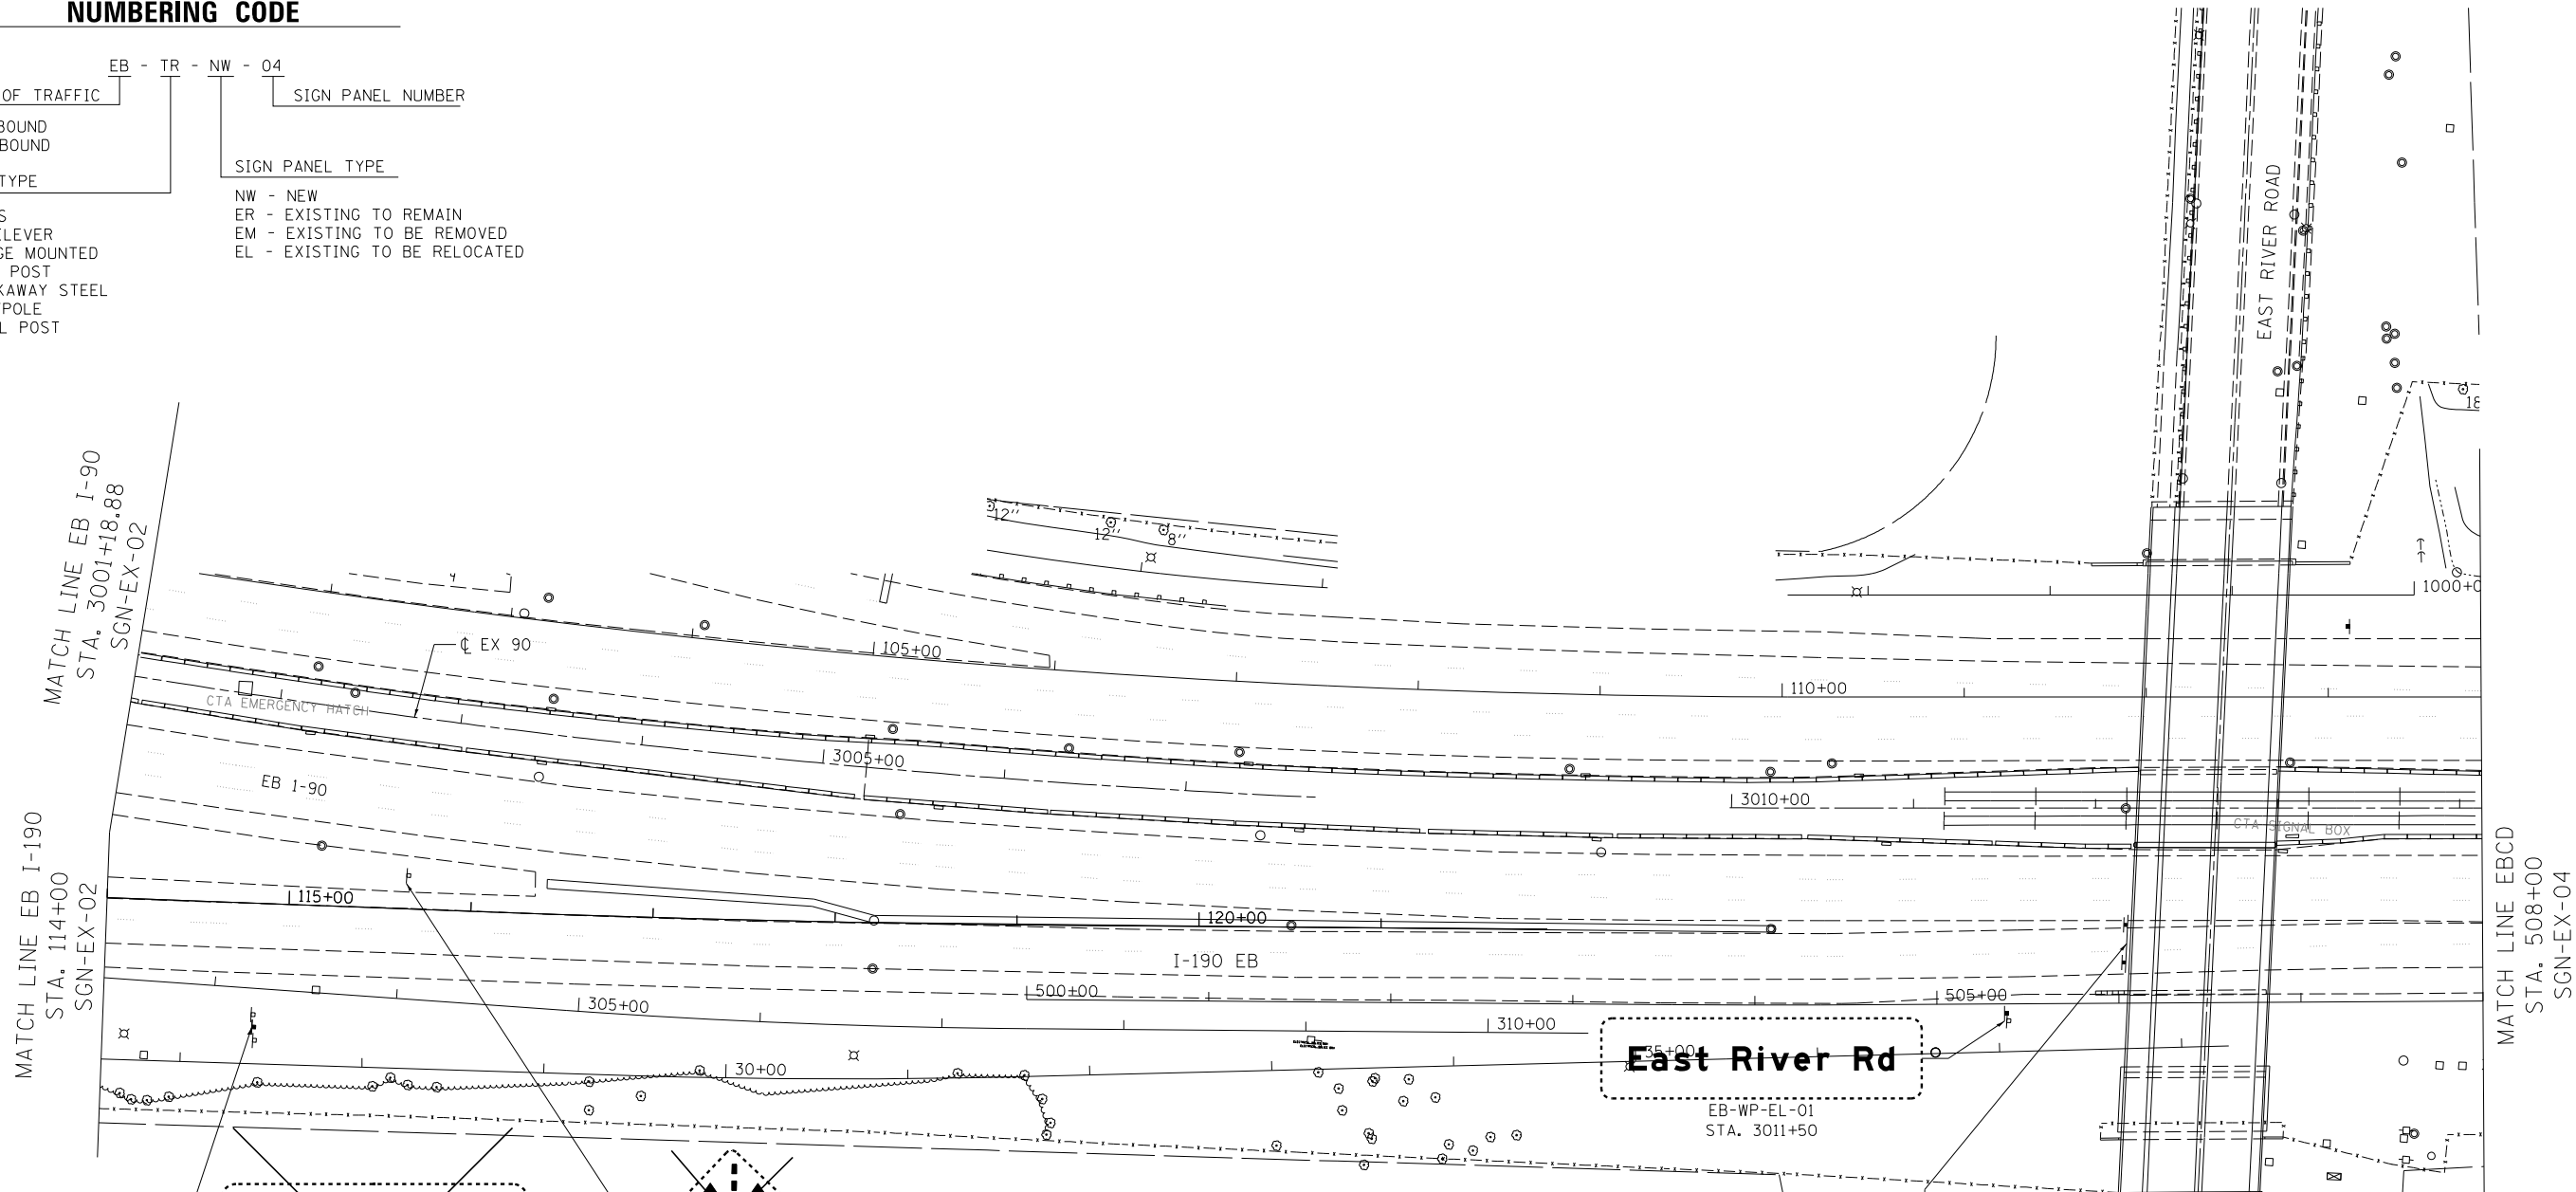 NUMBERING CODE
EB - TR - NW - 04
OF TRAFFIC
SIGN PANEL NUMBER
BOUND
BOUND
TYPE
SIGN PANEL TYPE
NW - NEW
ER - EXISTING TO REMAIN
EM - EXISTING TO BE REMOVED
EL - EXISTING TO BE RELOCATED
S
ILEVER
GE MOUNTED
POST
KAWAY STEEL
TPOLE
L POST
EAST RIVER ROAD
18
MATCH LINE EB I-90
STA. 3001+18.88
SGN-EX-02
12''
12''
8''
1000+0
℄ EX 90
105+00
110+00
CTA EMERGENCY HATCH
3005+00
EB I-90
3010+00
CTA SIGNAL BOX
MATCH LINE EB I-190
STA. 114+00
SGN-EX-02
115+00
120+00
I-190 EB
305+00
500+00
505+00
310+00
30+00
35+00
East River Rd
EB-WP-EL-01
STA. 3011+50
MATCH LINE EBCD
STA. 508+00
SGN-EX-04